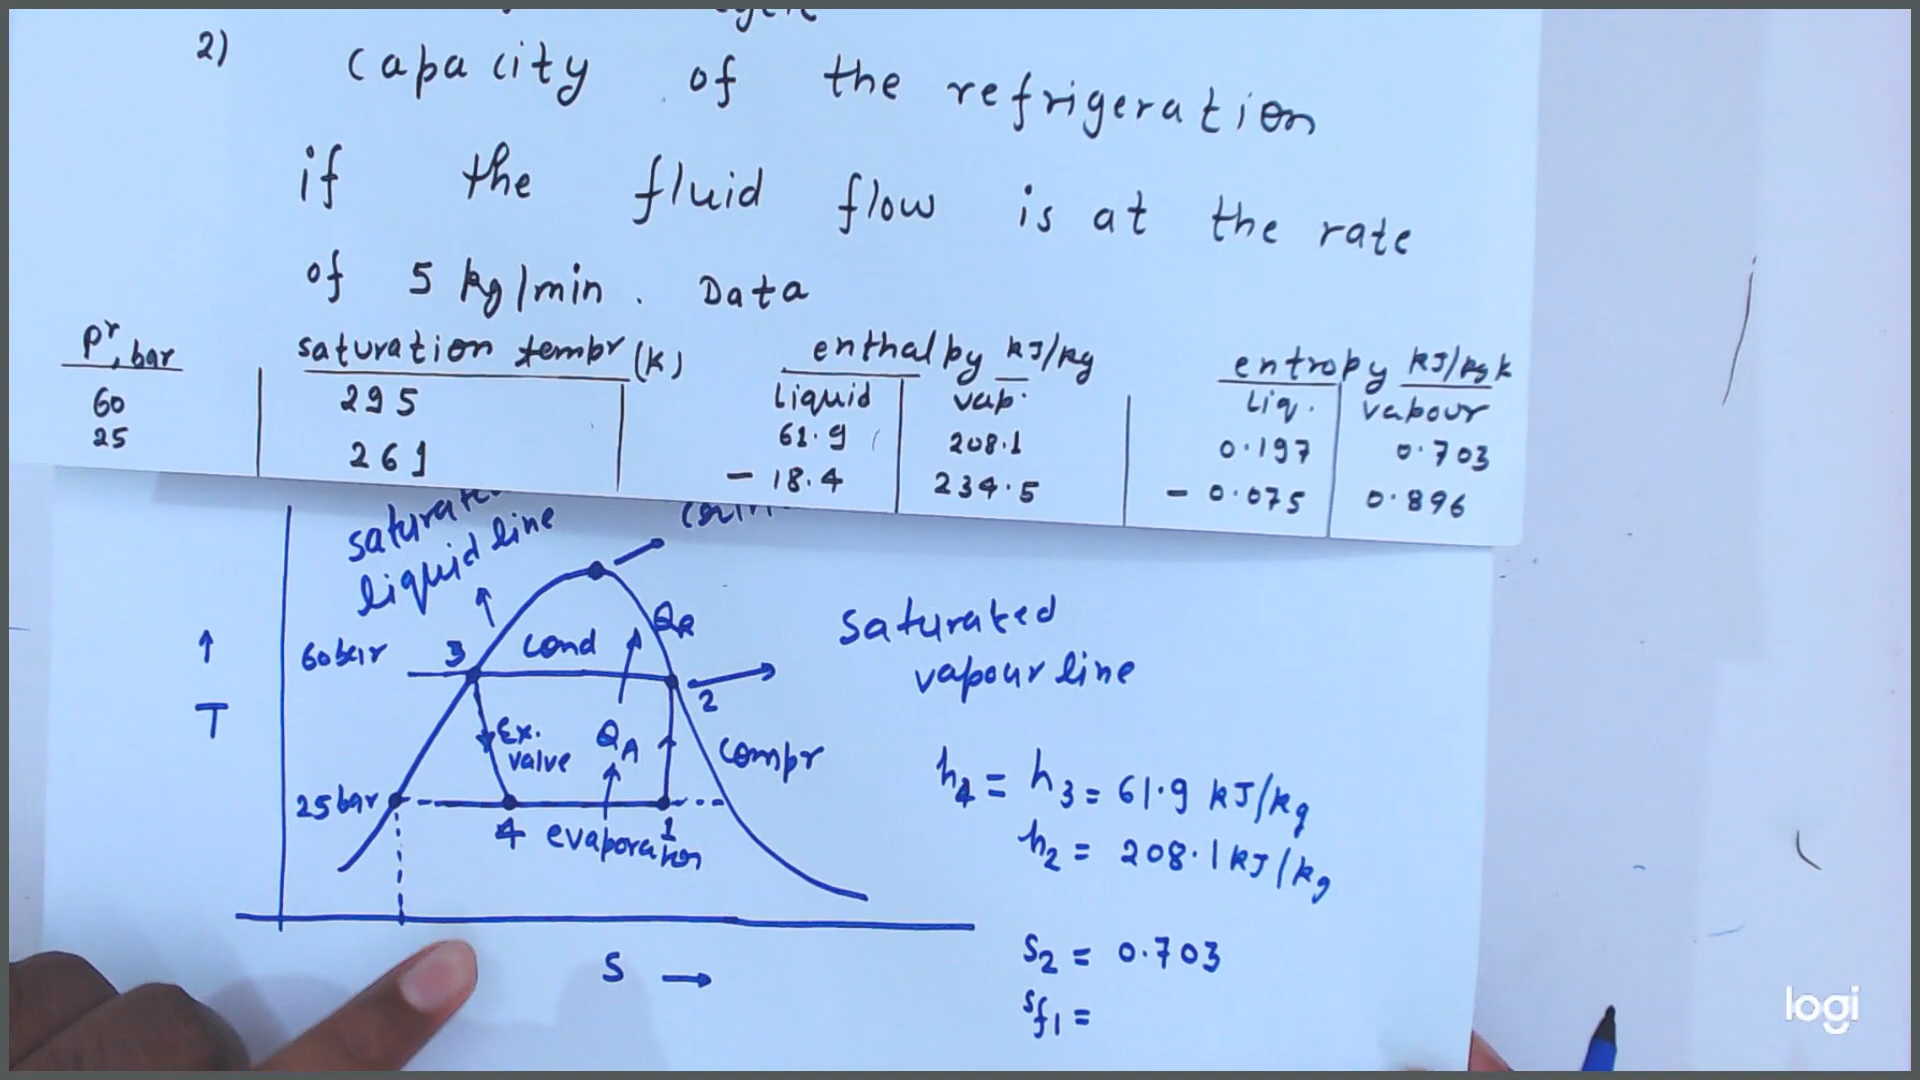 2) capacity of the refrigeration
if the fluid flow is at the rate
of 5 kg/min. Data
Pr, bar saturation tempr (K) enthalpy kJ/kg entropy kJ/kg k
liquid vap. Liq. vapour
60 295 61.9 208.1 0.197 0.703
25 261 - 18.4 234.5 - 0.075 0.896
liquid line
saturated
vapour line
60 bar 3 cond QR
2
T
Ex. valve QA compr
25 bar
4 evaporation 1
S
h4 = h3 = 61.9 kJ/kg
h2 = 208.1 kJ/kg
S2 = 0.703
sf1 =
logi